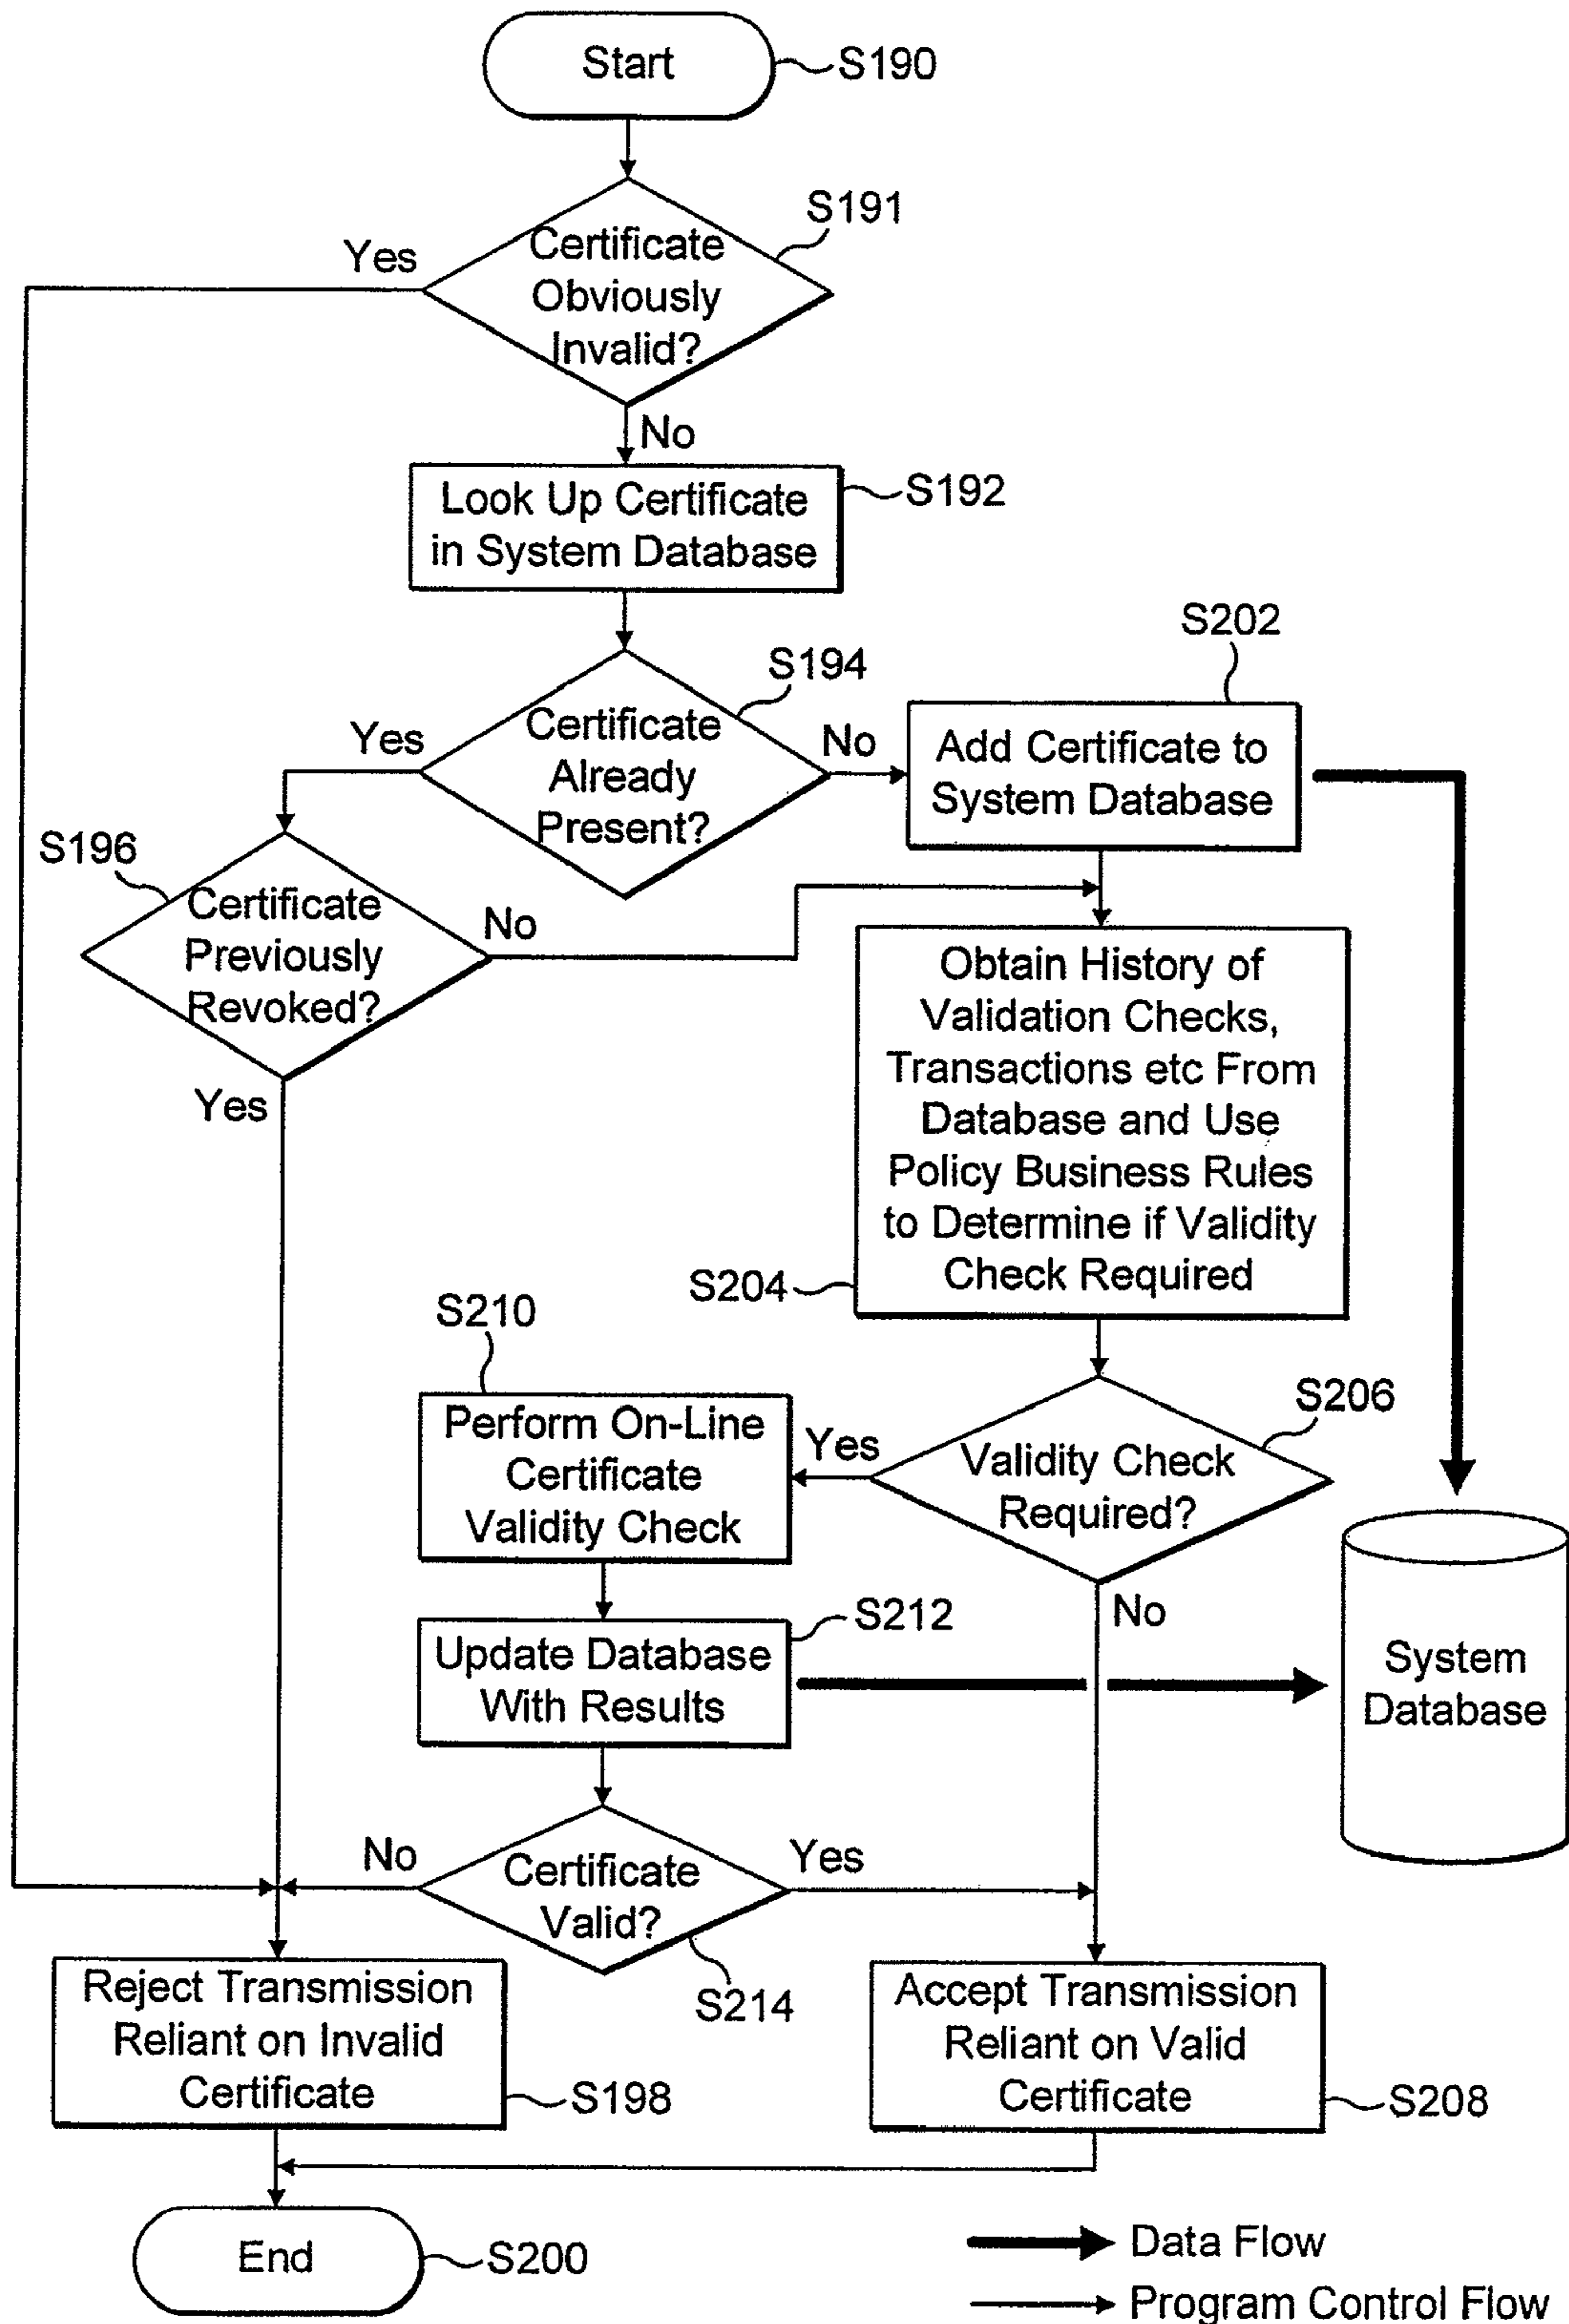 Start
S190
S191
Yes
Certificate
Obviously
Invalid?
No
Look Up Certificate
in System Database
S192
S202
S194
Yes
Certificate
Already
Present?
No
Add Certificate to
System Database
S196
Certificate
Previously
Revoked?
No
Yes
Obtain History of
Validation Checks,
Transactions etc From
Database and Use
Policy Business Rules
to Determine if Validity
Check Required
S204
S210
Perform On-Line
Certificate
Validity Check
Yes
S206
Validity Check
Required?
No
S212
Update Database
With Results
System
Database
No
Certificate
Valid?
Yes
S214
Reject Transmission
Reliant on Invalid
Certificate
S198
Accept Transmission
Reliant on Valid
Certificate
S208
End
S200
Data Flow
Program Control Flow